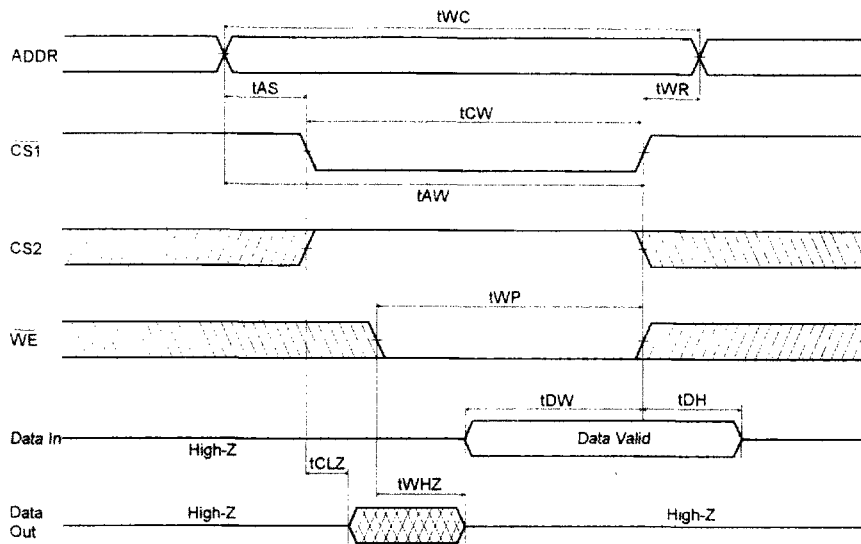 tWC
ADDR
tAS
tCW
tWR
CS1
tAW
CS2
tWP
WE
tDW
tDH
Data In
High-Z
Data Valid
tCLZ
tWHZ
Data
Out
High-Z
High-Z